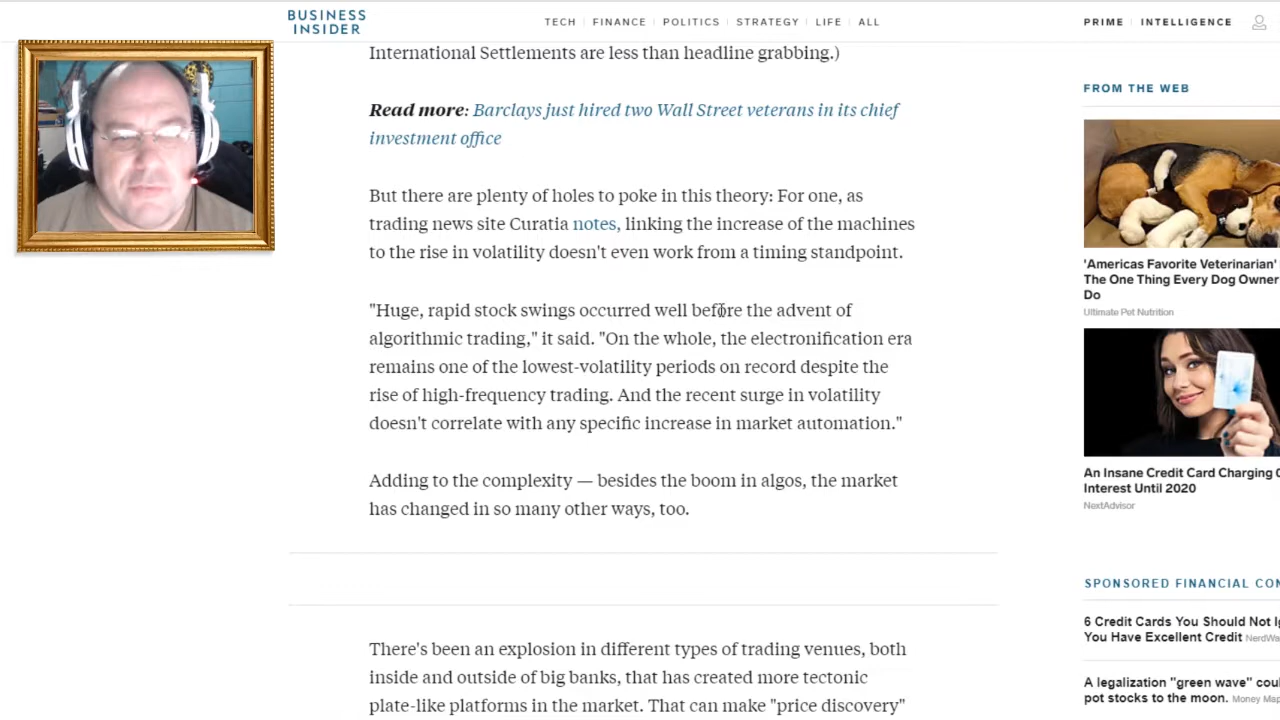 BUSINESS
INSIDER
TECH
FINANCE
POLITICS
STRATEGY
LIFE
ALL
PRIME
INTELLIGENCE
International Settlements are less than headline grabbing.)
Read more: Barclays just hired two Wall Street veterans in its chief
investment office
But there are plenty of holes to poke in this theory: For one, as
trading news site Curatia notes, linking the increase of the machines
to the rise in volatility doesn't even work from a timing standpoint.
"Huge, rapid stock swings occurred well before the advent of
algorithmic trading," it said. "On the whole, the electronification era
remains one of the lowest-volatility periods on record despite the
rise of high-frequency trading. And the recent surge in volatility
doesn't correlate with any specific increase in market automation."
Adding to the complexity — besides the boom in algos, the market
has changed in so many other ways, too.
There's been an explosion in different types of trading venues, both
inside and outside of big banks, that has created more tectonic
plate-like platforms in the market. That can make "price discovery"
FROM THE WEB
'Americas Favorite Veterinarian'
The One Thing Every Dog Owner
Do
Ultimate Pet Nutrition
An Insane Credit Card Charging
Interest Until 2020
NextAdvisor
SPONSORED FINANCIAL
6 Credit Cards You Should Not
You Have Excellent Credit
A legalization "green wave"
pot stocks to the moon. Money